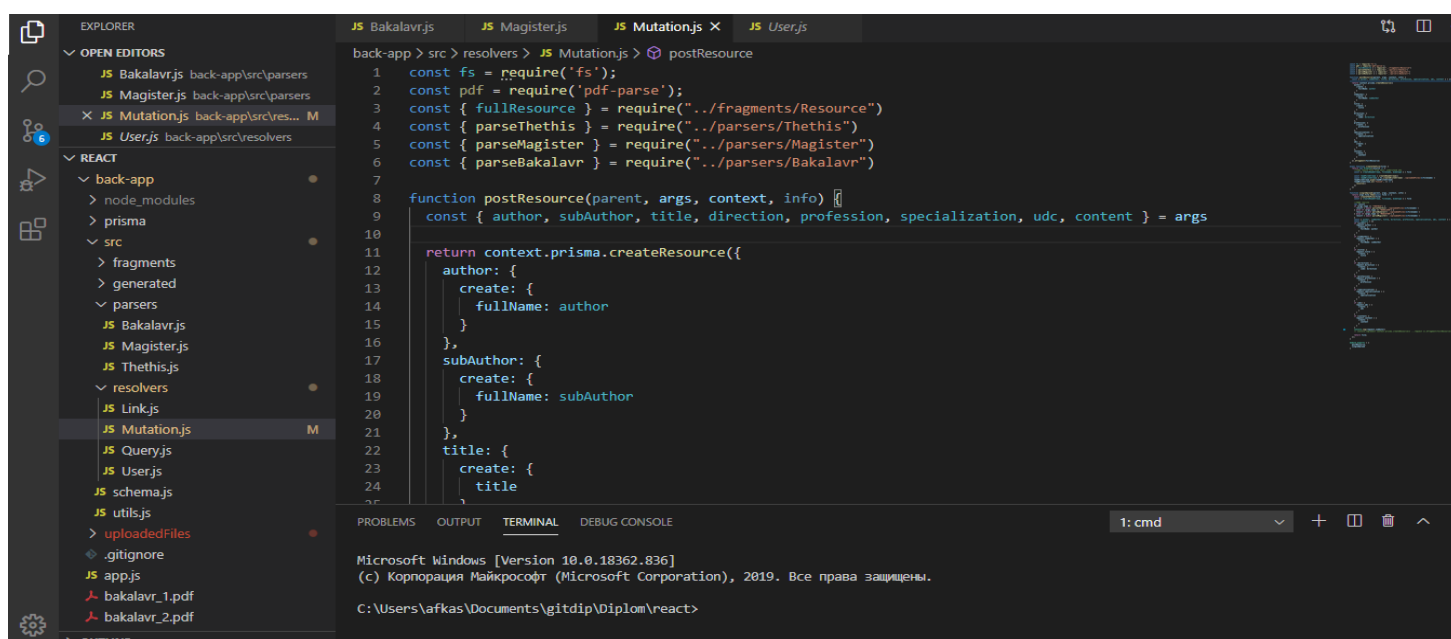 EXPLORER
OPEN EDITORS
JS Bakalavr.js back-app\src\parsers
JS Magister.js back-app\src\parsers
JS Mutation.js back-app\src\res... M
JS User.js back-app\src\resolvers
6
REACT
back-app
node_modules
prisma
src
fragments
generated
parsers
JS Bakalavr.js
JS Magister.js
JS Thethis.js
resolvers
JS Link.js
JS Mutation.js M
JS Query.js
JS User.js
JS schema.js
JS utils.js
uploadedFiles
.gitignore
JS app.js
bakalavr_1.pdf
bakalavr_2.pdf
JS Bakalavr.js JS Magister.js JS Mutation.js JS User.js
back-app > src > resolvers > JS Mutation.js > postResource
1 const fs = require('fs');
2 const pdf = require('pdf-parse');
3 const { fullResource } = require("../fragments/Resource")
4 const { parseThethis } = require("../parsers/Thethis")
5 const { parseMagister } = require("../parsers/Magister")
6 const { parseBakalavr } = require("../parsers/Bakalavr")
7
8 function postResource(parent, args, context, info) {
9 const { author, subAuthor, title, direction, profession, specialization, udc, content } = args
10
11 return context.prisma.createResource({
12 author: {
13 create: {
14 fullName: author
15 }
16 },
17 subAuthor: {
18 create: {
19 fullName: subAuthor
20 }
21 },
22 title: {
23 create: {
24 title
PROBLEMS OUTPUT TERMINAL DEBUG CONSOLE 1: cmd
Microsoft Windows [Version 10.0.18362.836]
(c) Корпорация Майкрософт (Microsoft Corporation), 2019. Все права защищены.
C:\Users\afkas\Documents\gitdip\Diplom\react>